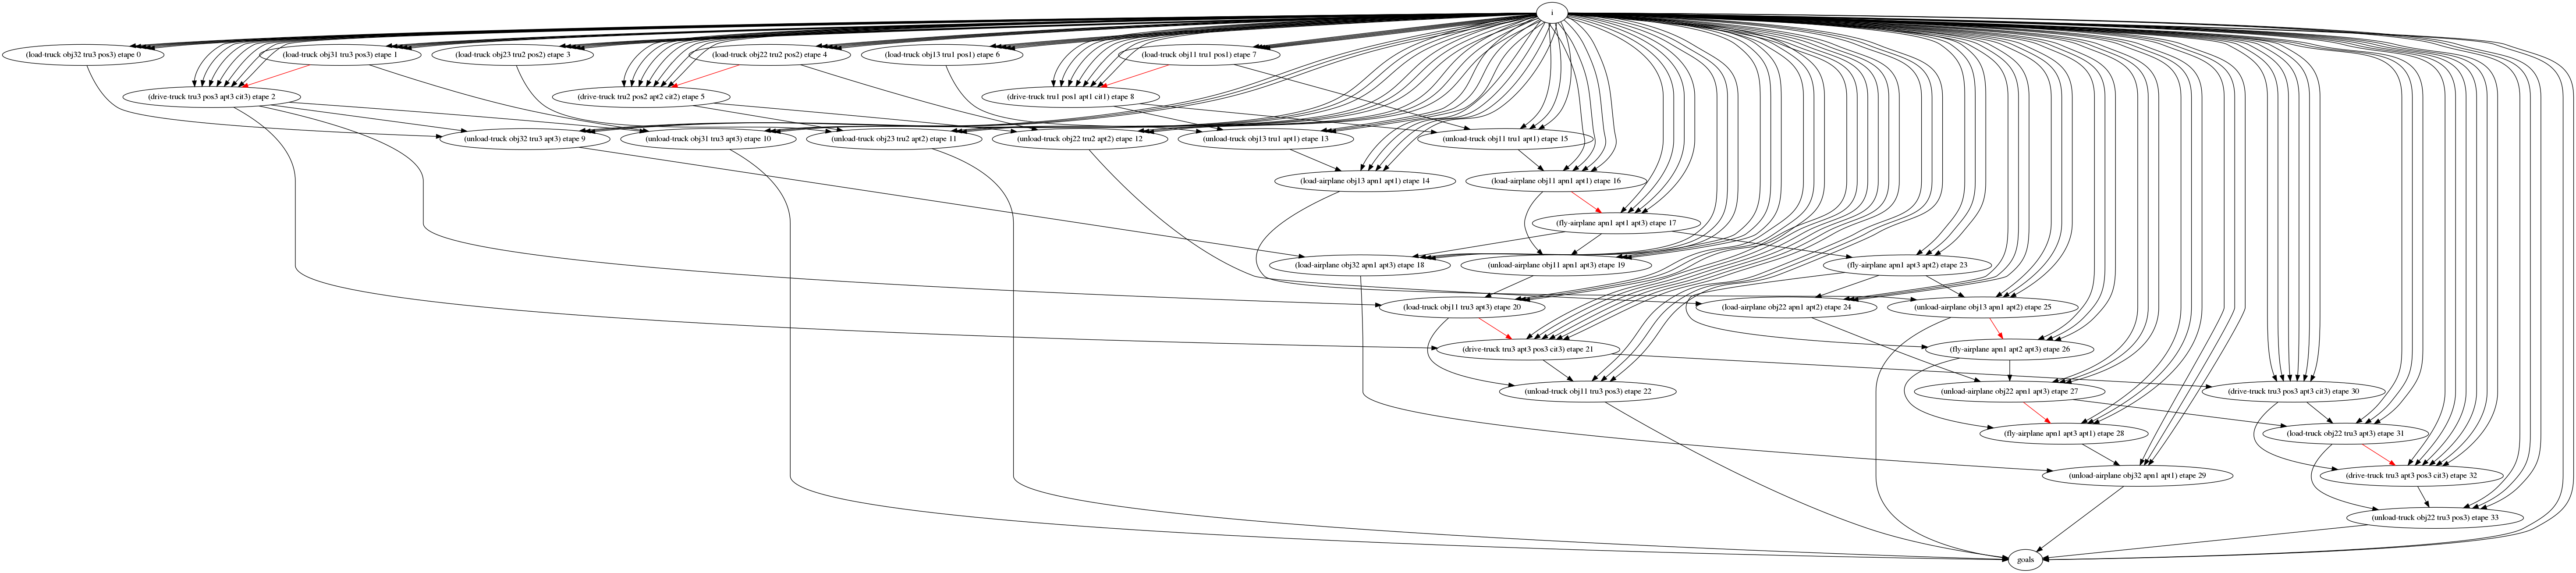 i
(load-truck obj32 tru3 pos3) etape 0
(load-truck obj31 tru3 pos3) etape 1
(load-truck obj23 tru2 pos2) etape 3
(load-truck obj22 tru2 pos2) etape 4
(load-truck obj13 tru1 pos1) etape 6
(load-truck obj11 tru1 pos1) etape 7
(drive-truck tru3 pos3 apt3 cit3) etape 2
(drive-truck tru2 pos2 apt2 cit2) etape 5
(drive-truck tru1 pos1 apt1 cit1) etape 8
(unload-truck obj32 tru3 apt3) etape 9
(unload-truck obj31 tru3 apt3) etape 10
(unload-truck obj23 tru2 apt2) etape 11
(unload-truck obj22 tru2 apt2) etape 12
(unload-truck obj13 tru1 apt1) etape 13
(unload-truck obj11 tru1 apt1) etape 15
(load-airplane obj13 apn1 apt1) etape 14
(load-airplane obj11 apn1 apt1) etape 16
(fly-airplane apn1 apt1 apt3) etape 17
(load-airplane obj32 apn1 apt3) etape 18
(unload-airplane obj11 apn1 apt3) etape 19
(fly-airplane apn1 apt3 apt2) etape 23
(load-truck obj11 tru3 apt3) etape 20
(load-airplane obj22 apn1 apt2) etape 24
(unload-airplane obj13 apn1 apt2) etape 25
(drive-truck tru3 apt3 pos3 cit3) etape 21
(fly-airplane apn1 apt2 apt3) etape 26
(unload-truck obj11 tru3 pos3) etape 22
(unload-airplane obj22 apn1 apt3) etape 27
(drive-truck tru3 pos3 apt3 cit3) etape 30
(fly-airplane apn1 apt3 apt1) etape 28
(load-truck obj22 tru3 apt3) etape 31
(unload-airplane obj32 apn1 apt1) etape 29
(drive-truck tru3 apt3 pos3 cit3) etape 32
(unload-truck obj22 tru3 pos3) etape 33
goals